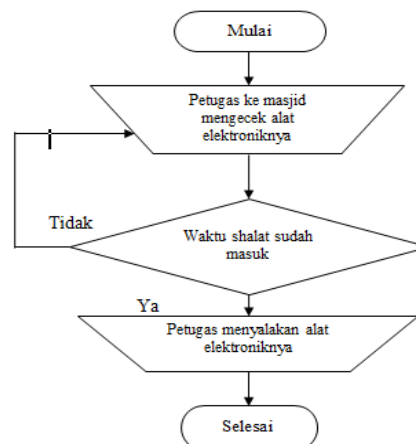 Mulai
Petugas ke masjid
mengecek alat
elektroniknya
Tidak
Waktu shalat sudah
masuk
Ya
Petugas menyalakan alat
elektroniknya
Selesai